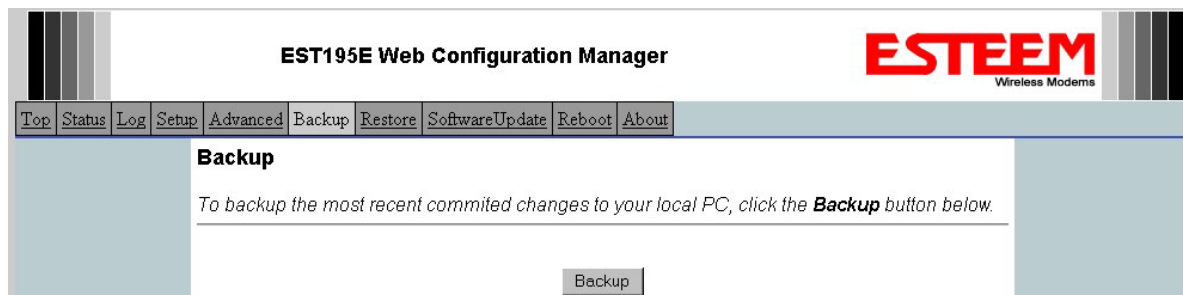 EST195E Web Configuration Manager
ESTEEM
Wireless Modems
Top Status Log Setup Advanced Backup Restore SoftwareUpdate Reboot About
Backup
To backup the most recent commited changes to your local PC, click the Backup button below.
Backup